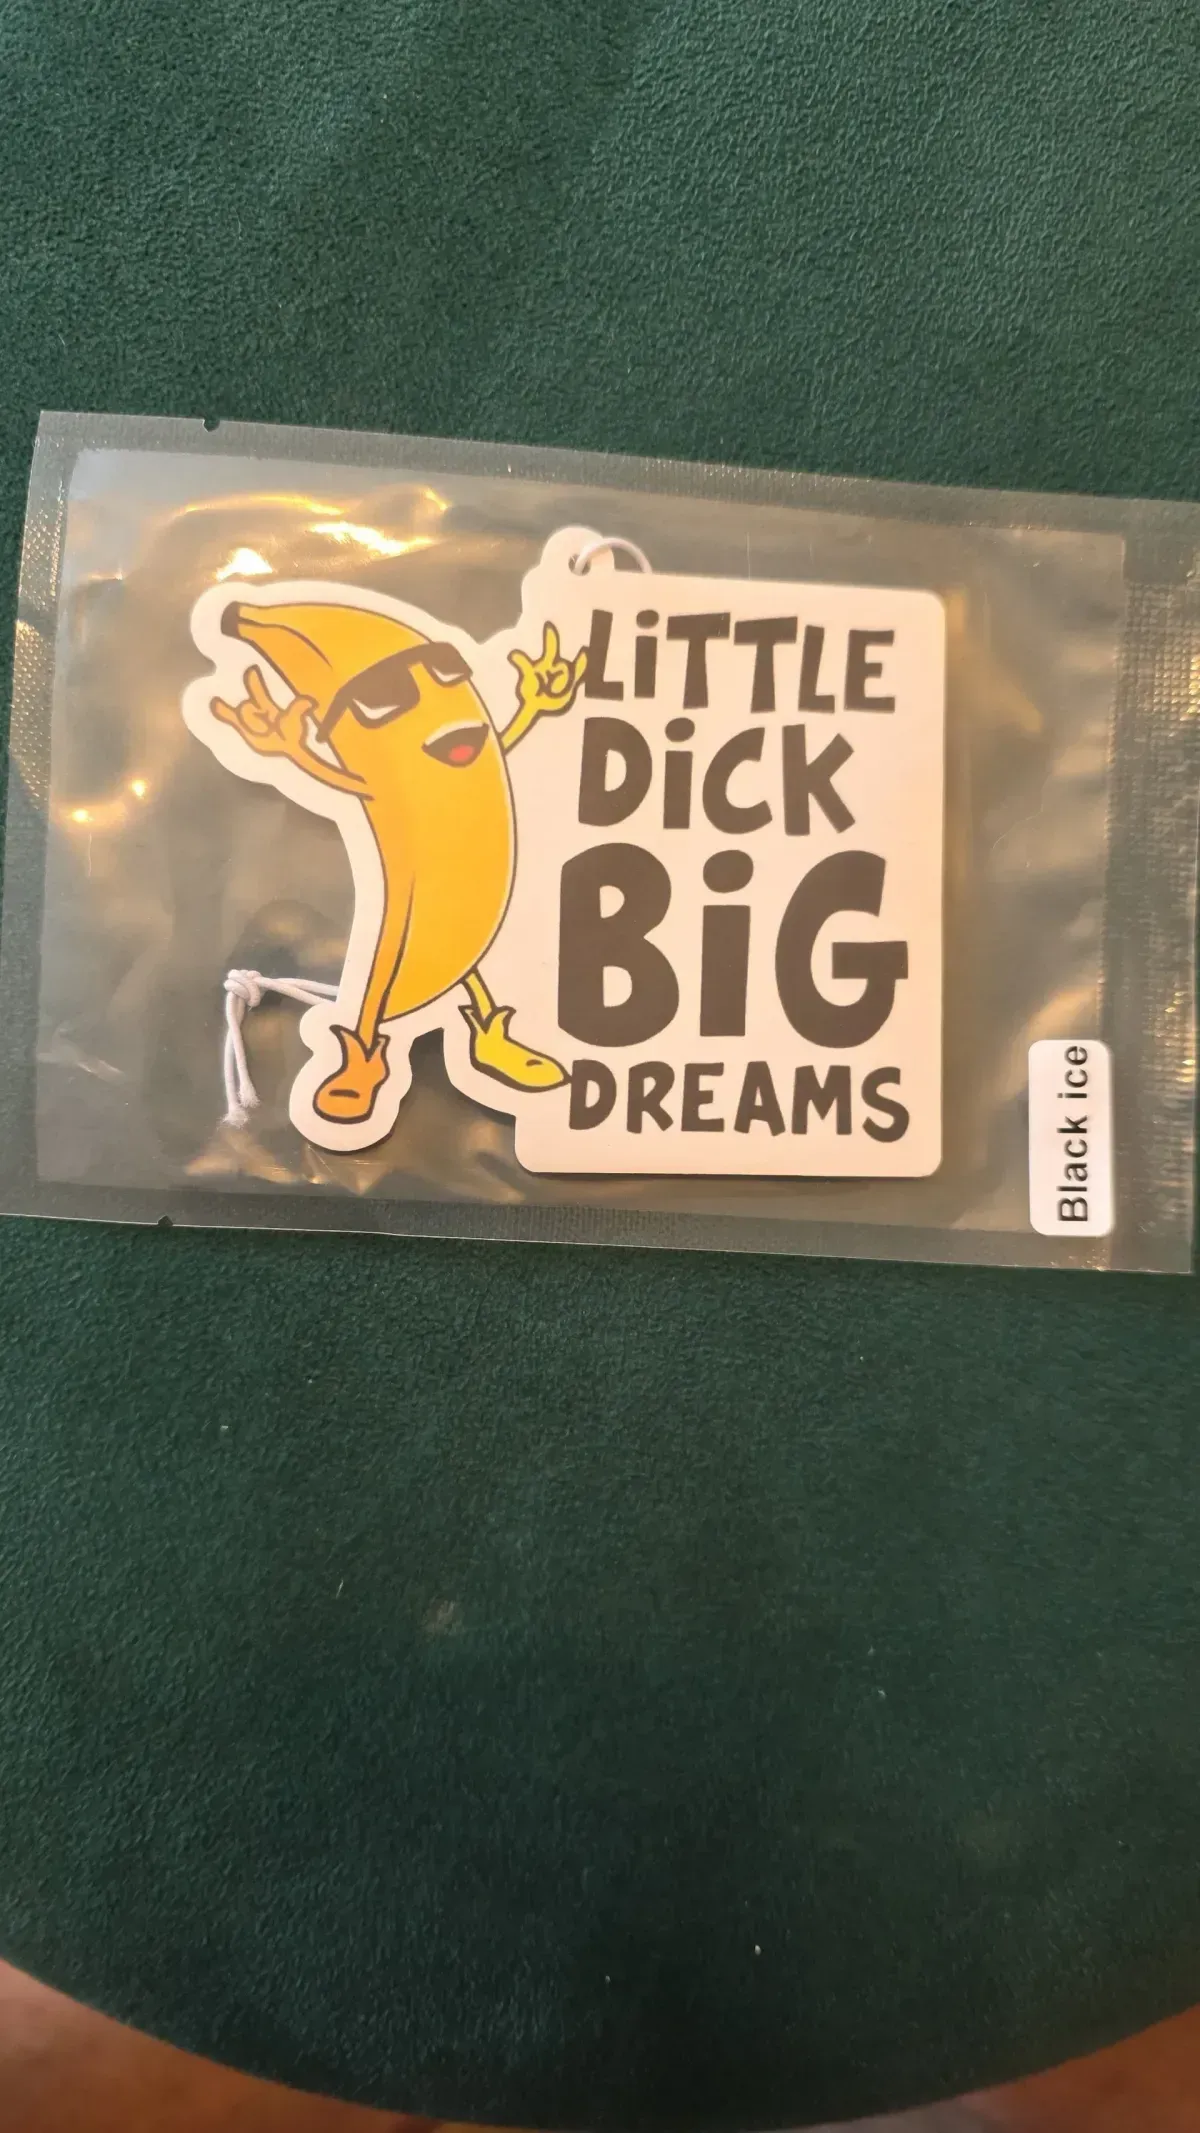 LiTTLE
DiCK
BiG
DREAMS
Black ice